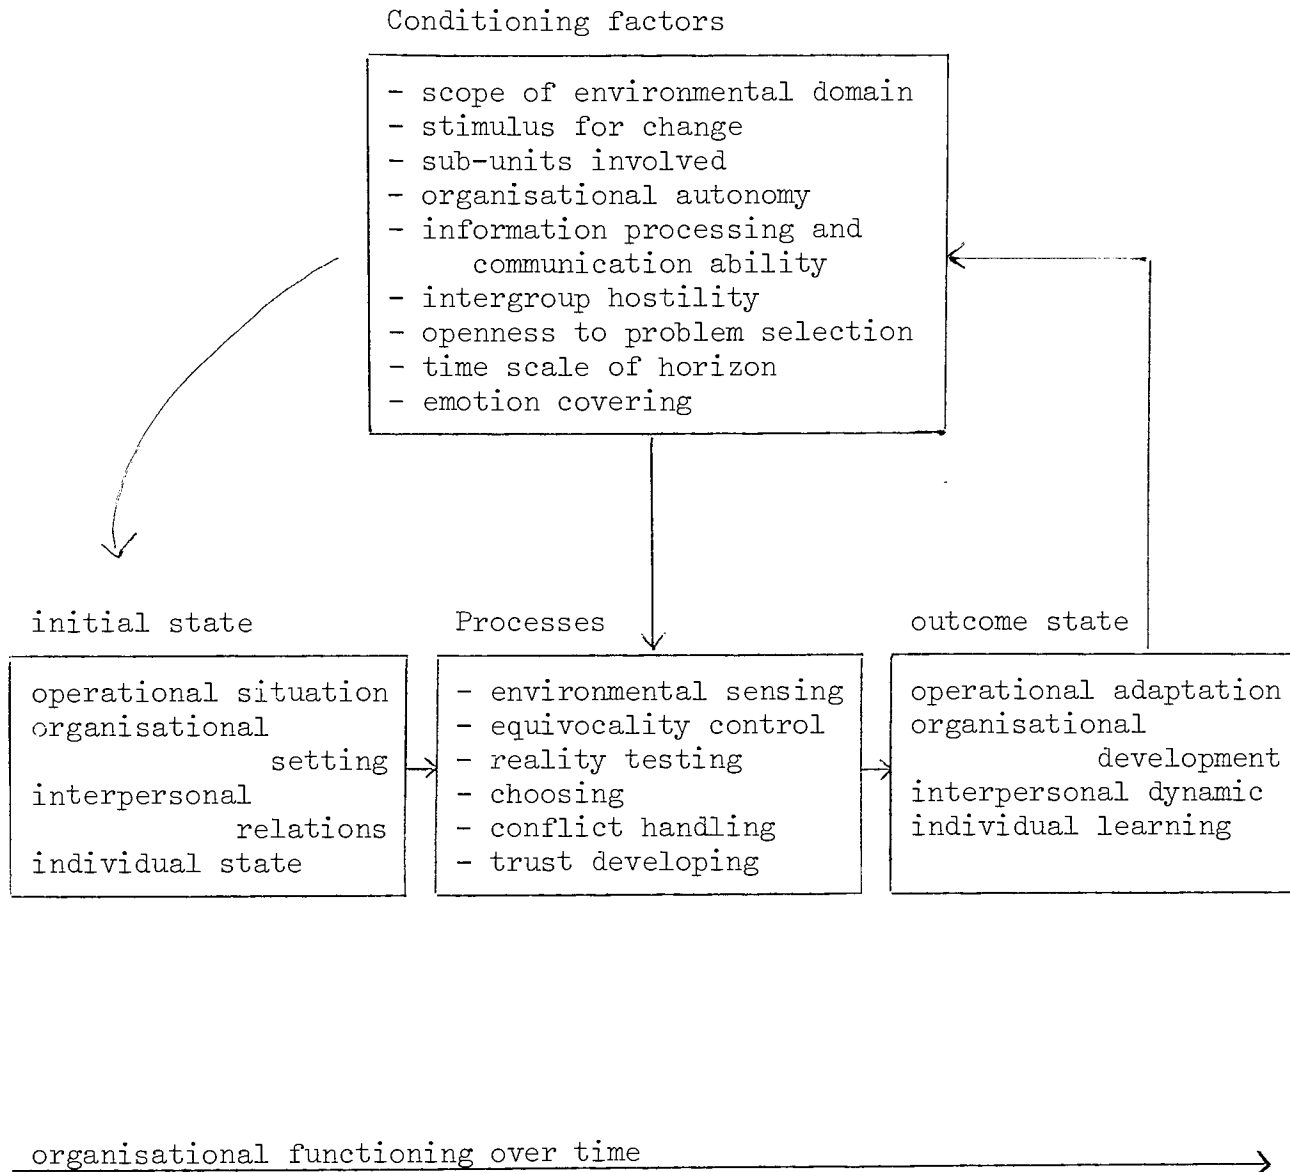 Conditioning factors
- scope of environmental domain
- stimulus for change
- sub-units involved
- organisational autonomy
- information processing and
communication ability
- intergroup hostility
- openness to problem selection
- time scale of horizon
- emotion covering
initial state
operational situation
organisational
setting
interpersonal
relations
individual state
Processes
- environmental sensing
- equivocality control
- reality testing
- choosing
- conflict handling
- trust developing
outcome state
operational adaptation
organisational
development
interpersonal dynamic
individual learning
organisational functioning over time